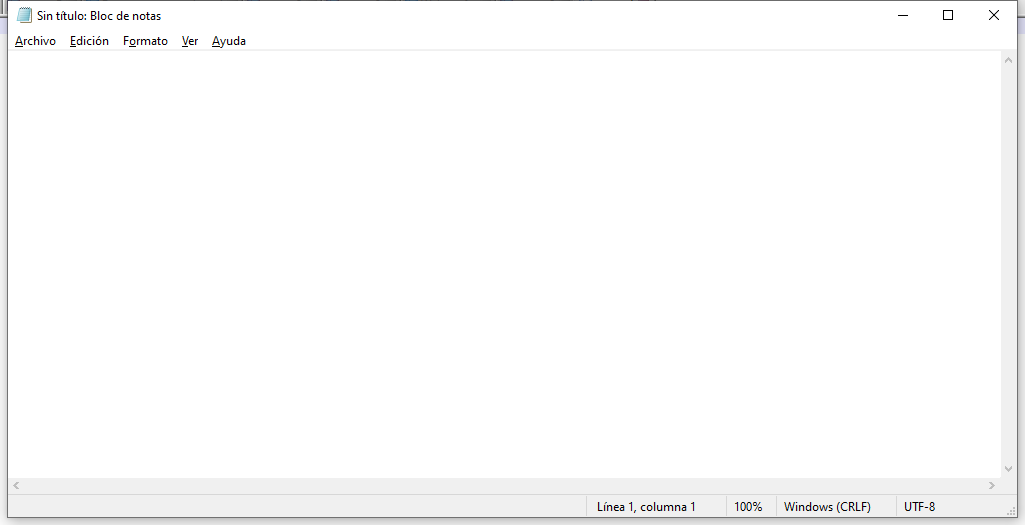 Sin título: Bloc de notas
Archivo Edición Formato Ver Ayuda
Línea 1, columna 1 100% Windows (CRLF) UTF-8